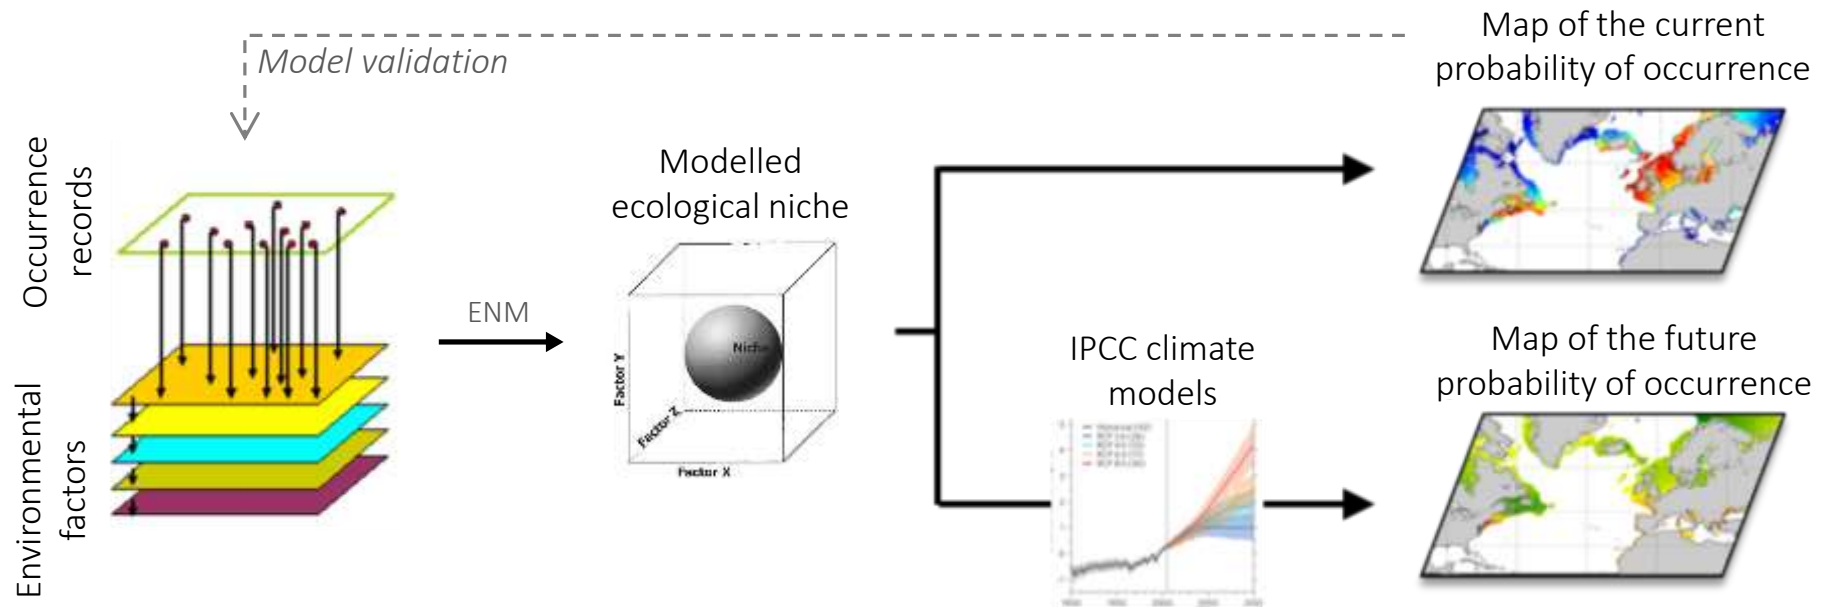 Map of the current
probability of occurrence
Model validation
Occurrence
records
Modelled
ecological niche
ENM
Niche
Factor Y
Factor Z
Factor X
IPCC climate
models
Map of the future
probability of occurrence
Environmental
factors